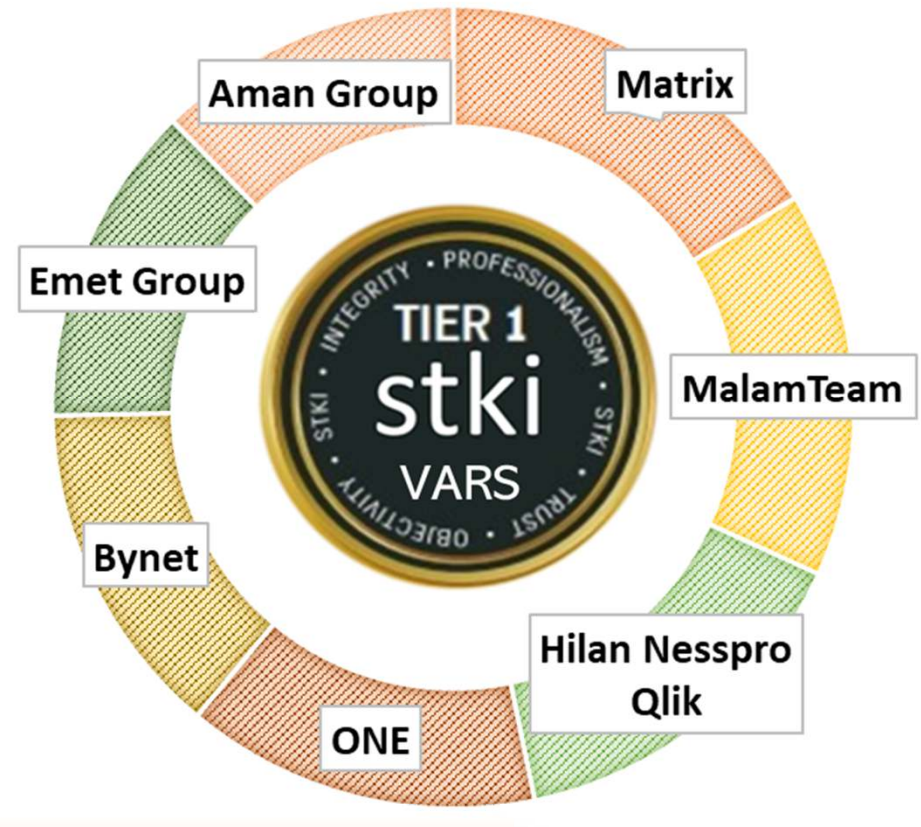 Aman Group
Matrix
Emet Group
MalamTeam
Bynet
Hilan Nesspro
Qlik
ONE
TIER 1
stki
VARS
STKI • INTEGRITY • PROFESSIONALISM • STKI • TRUST • OBJECTIVITY •